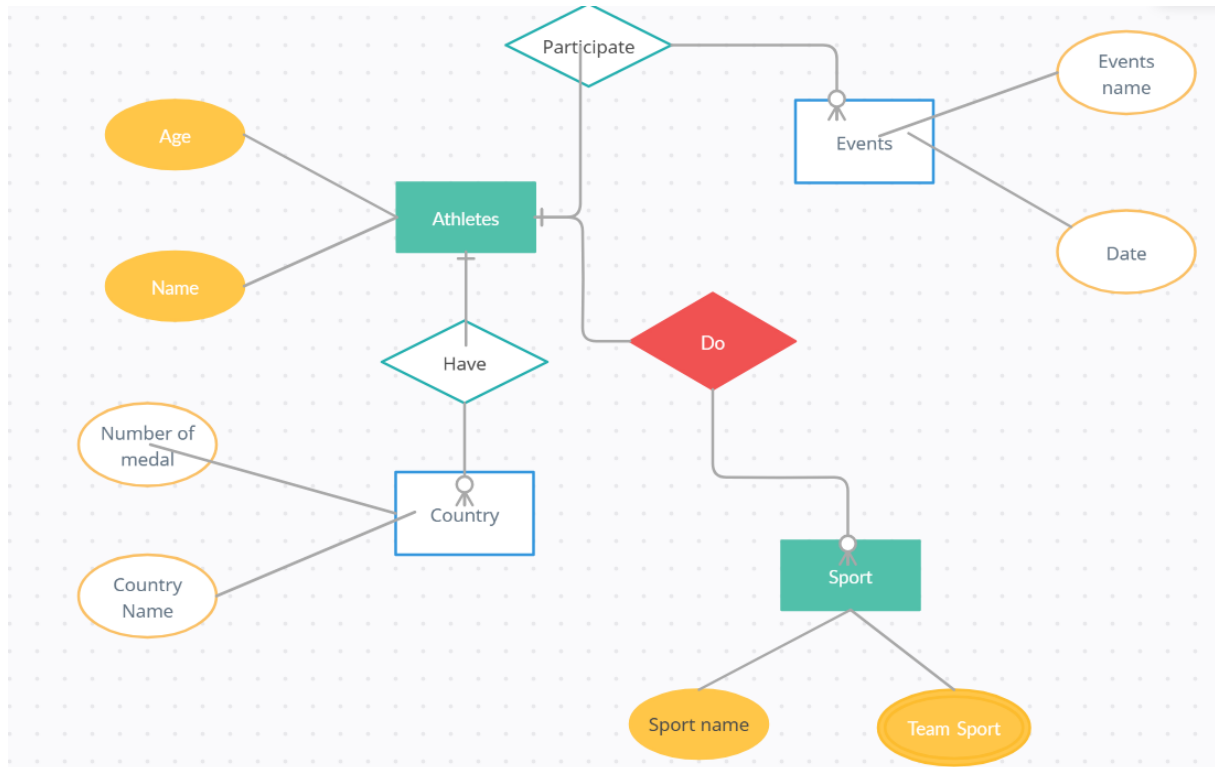 Participate
Events
name
Age
Events
Athletes
Date
Name
Do
Have
Number of
medal
Country
Country
Name
Sport
Sport name
Team Sport